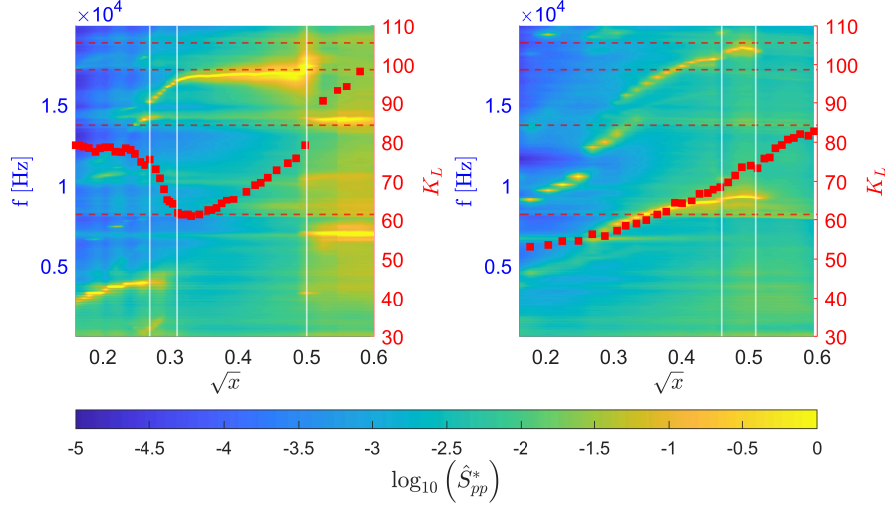 ×10⁴ 110 ×10⁴ 110
100 100
1.5 90 1.5 90
80 80
f [Hz] 1 70 K_L f [Hz] 1 70 K_L
60 60
0.5 50 0.5 50
40 40
30 30
0.2 0.3 0.4 0.5 0.6 0.2 0.3 0.4 0.5 0.6
√x √x
-5 -4.5 -4 -3.5 -3 -2.5 -2 -1.5 -1 -0.5 0
log₁₀(Ŝ*_pp)